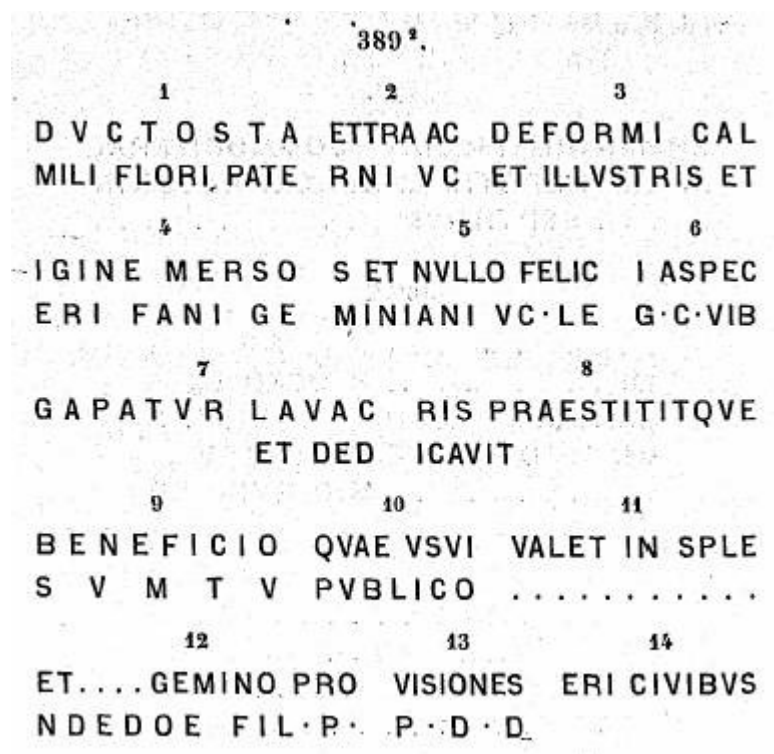 389².
1 2 3
D V C T O S T A ETTRA AC DEFORMI CAL
MILI FLORI PATE RNI VC ET ILLVSTRIS ET
4 5 6
IGINE MERSO S ET NVLLO FELIC I ASPEC
ERI FANI GE MINIANI VC·LE G·C·VIB
7 8
GAPATVR LAVAC RIS PRAESTITITQVE
ET DED ICAVIT
9 10 11
BENEFICIO QVAE VSVI VALET IN SPLE
S V M T V PVBLICO ...........
12 13 14
ET....GEMINO PRO VISIONES ERI CIVIBVS
NDEDOE FIL·P· P·D·D